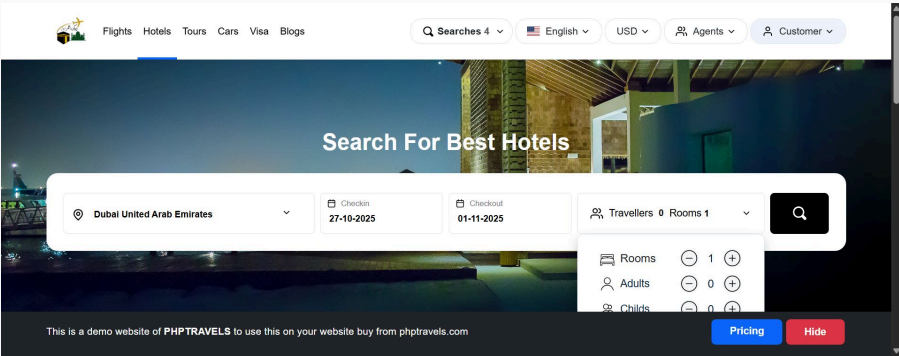 Flights Hotels Tours Cars Visa Blogs Searches 4 English USD Agents Customer
Search For Best Hotels
Checkin Checkout
Dubai United Arab Emirates 27-10-2025 01-11-2025 Travellers 0 Rooms 1
Rooms 1
Adults 0
Childs 0
This is a demo website of PHPTRAVELS to use this on your website buy from phptravels.com Pricing Hide